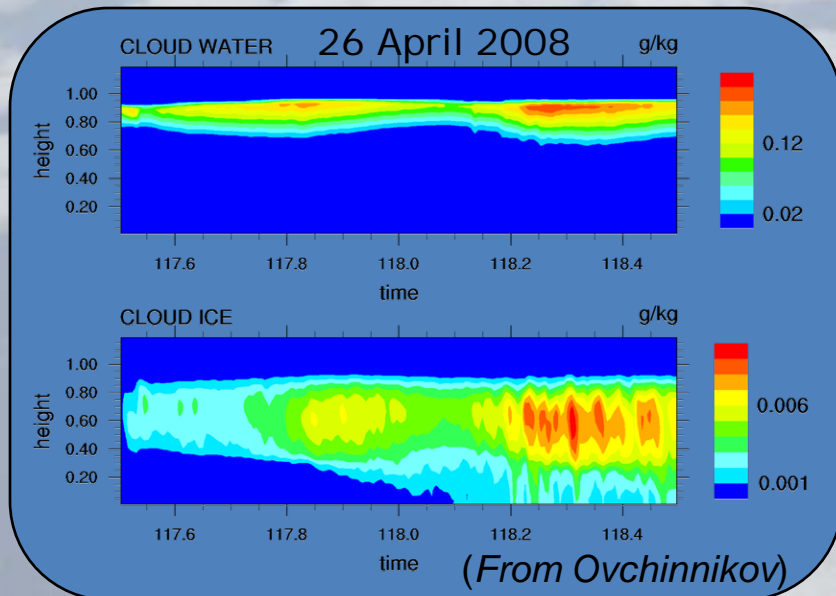 26 April 2008
CLOUD WATER g/kg
height
1.00
0.80
0.60
0.40
0.20
117.6 117.8 118.0 118.2 118.4
time
0.12
0.02
CLOUD ICE g/kg
height
1.00
0.80
0.60
0.40
0.20
117.6 117.8 118.0 118.2 118.4
time
0.006
0.001
(From Ovchinnikov)